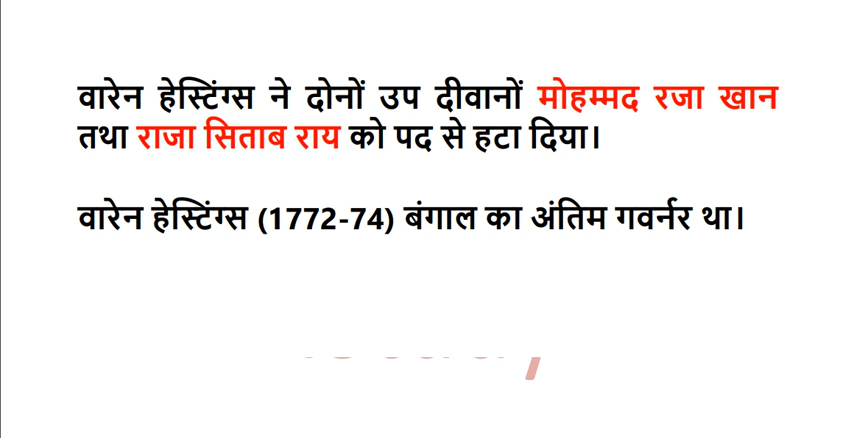 वारेन हेस्टिंग्स ने दोनों उप दीवानों मोहम्मद रजा खान
तथा राजा सिताब राय को पद से हटा दिया।
वारेन हेस्टिंग्स (1772-74) बंगाल का अंतिम गवर्नर था।